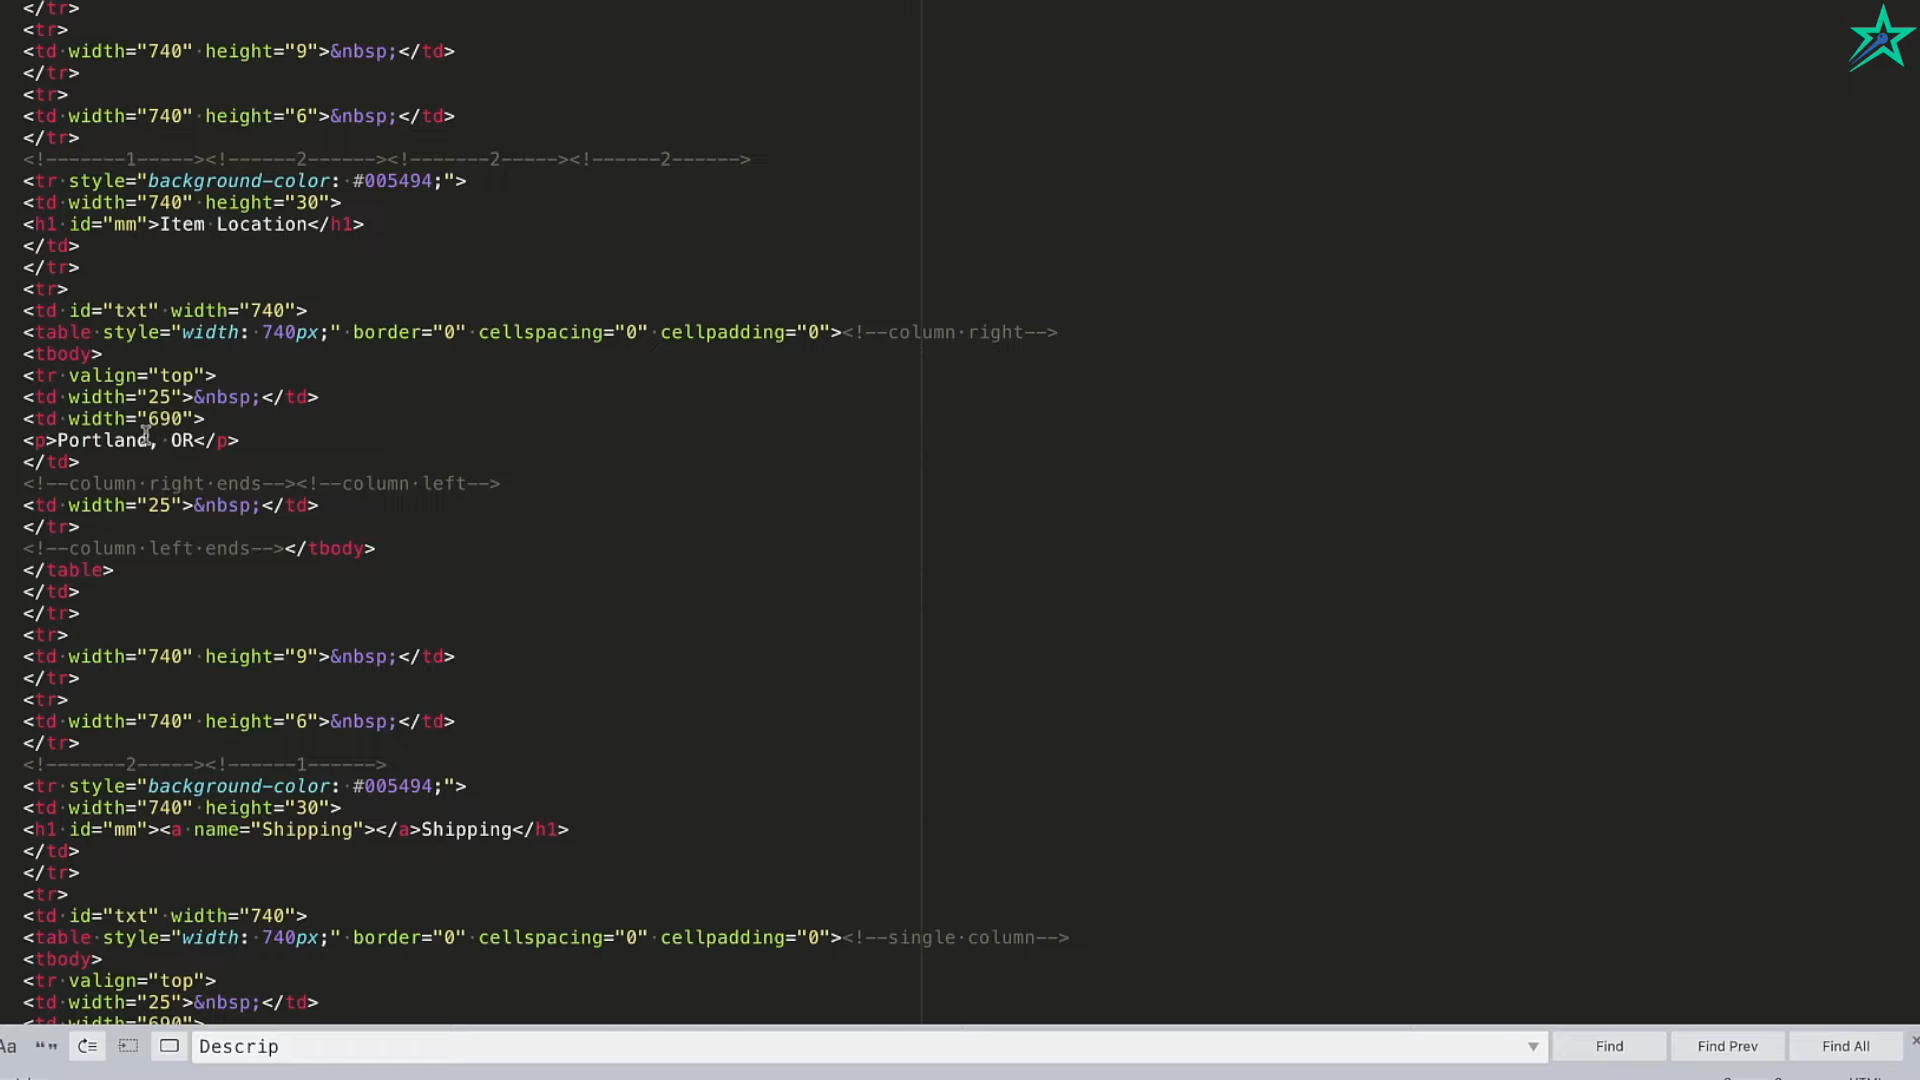 </tr>
<tr>
<td width="740" height="9">&nbsp;</td>
</tr>
<tr>
<td width="740" height="6">&nbsp;</td>
</tr>
<!-------1-----><!------2------><!-------2-----><!------2------>
<tr style="background-color: #005494;">
<td width="740" height="30">
<h1 id="mm">Item Location</h1>
</td>
</tr>
<tr>
<td id="txt" width="740">
<table style="width: 740px;" border="0" cellspacing="0" cellpadding="0"><!--column right-->
<tbody>
<tr valign="top">
<td width="25">&nbsp;</td>
<td width="690">
<p>Portland, OR</p>
</td>
<!--column right ends--><!--column left-->
<td width="25">&nbsp;</td>
</tr>
<!--column left ends--></tbody>
</table>
</td>
</tr>
<tr>
<td width="740" height="9">&nbsp;</td>
</tr>
<tr>
<td width="740" height="6">&nbsp;</td>
</tr>
<!-------2-----><!------1------>
<tr style="background-color: #005494;">
<td width="740" height="30">
<h1 id="mm"><a name="Shipping"></a>Shipping</h1>
</td>
</tr>
<tr>
<td id="txt" width="740">
<table style="width: 740px;" border="0" cellspacing="0" cellpadding="0"><!--single column-->
<tbody>
<tr valign="top">
<td width="25">&nbsp;</td>
<td width="690">
Aa Descrip Find Find Prev Find All